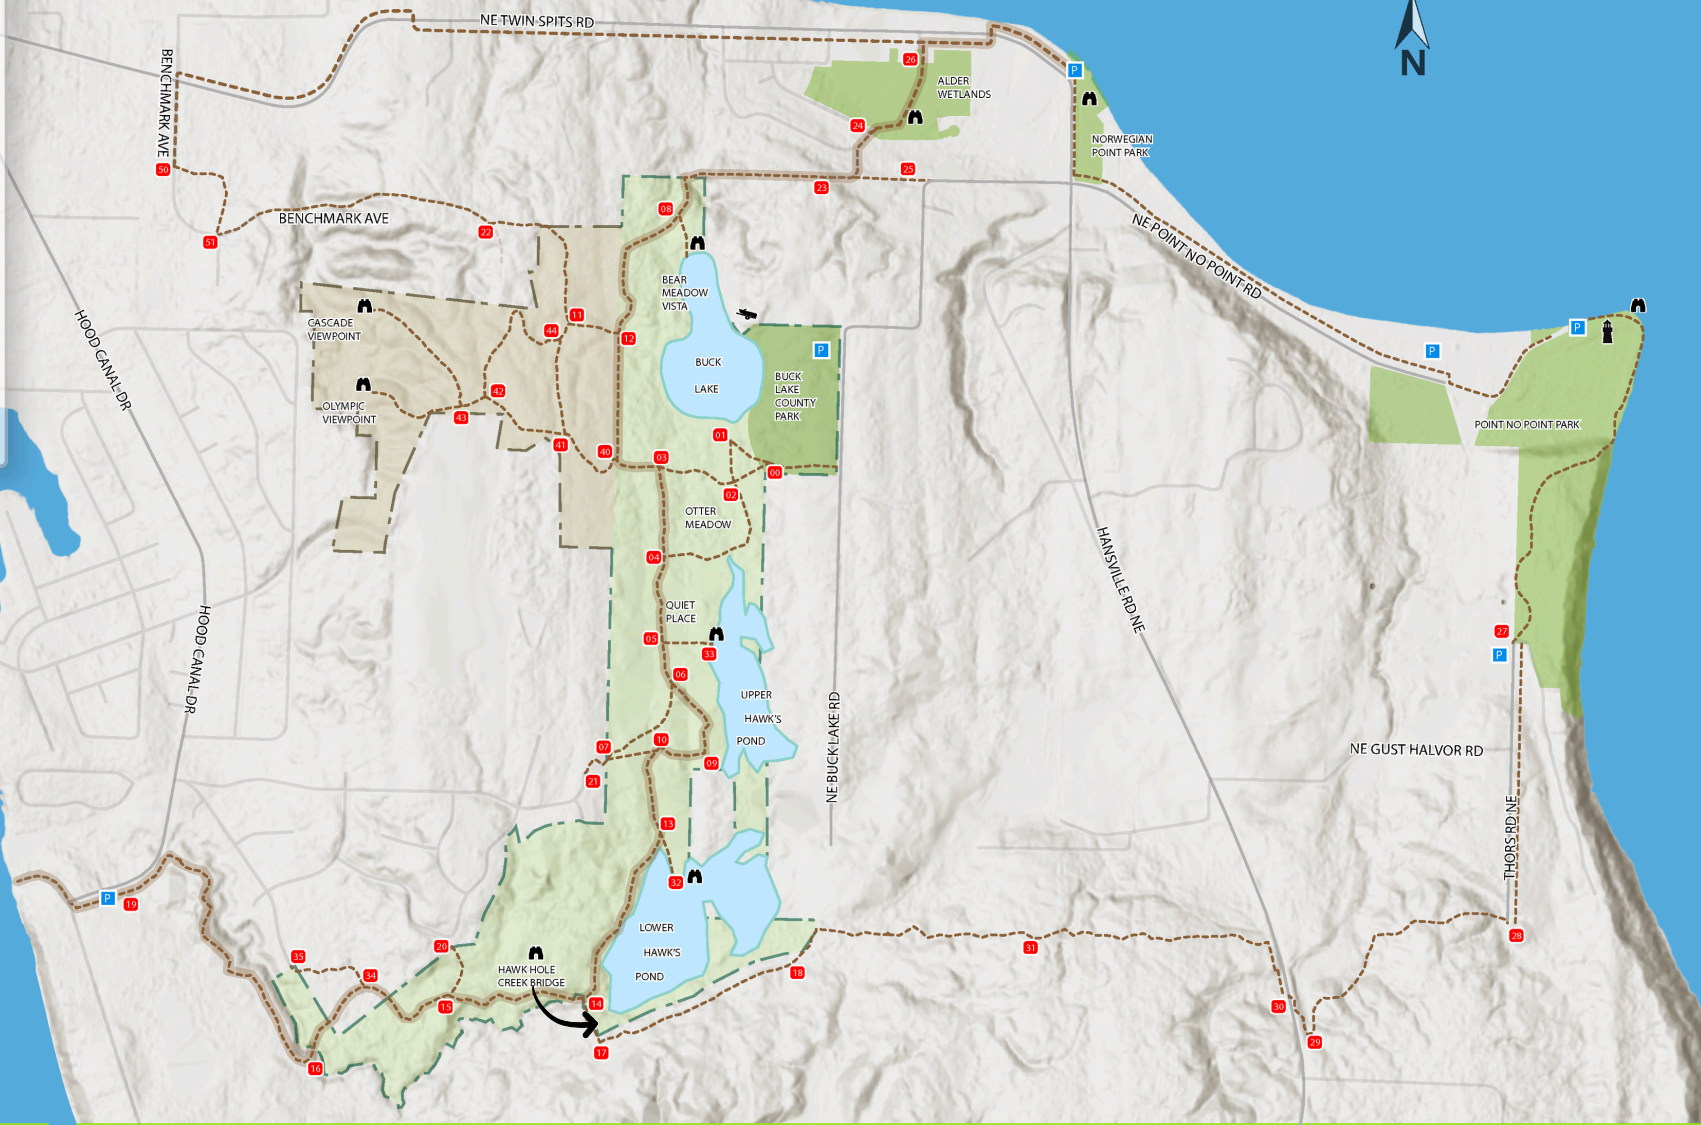 NE TWIN SPITS RD
BENCHMARK AVE
N
26
P
ALDER
WETLANDS
24
NORWEGIAN
POINT PARK
50
25
23
08
BENCHMARK AVE
22
51
NE POINT NO POINT RD
BEAR
MEADOW
VISTA
CASCADE
VIEWPOINT
11
44
12
P
P
P
HOOD CANAL DR
BUCK
LAKE
BUCK
LAKE
COUNTY
PARK
42
OLYMPIC
VIEWPOINT
43
POINT NO POINT PARK
01
41
40
03
00
02
OTTER
MEADOW
HANSVILLE RD NE
04
HOOD CANAL DR
QUIET
PLACE
05
33
27
P
06
UPPER
HAWK'S
POND
NE BUCK LAKE RD
10
07
09
21
NE GUST HALVOR RD
13
THORS RD NE
32
P
19
LOWER
HAWK'S
POND
28
20
31
35
34
HAWK HOLE
CREEK BRIDGE
18
15
14
30
29
17
16